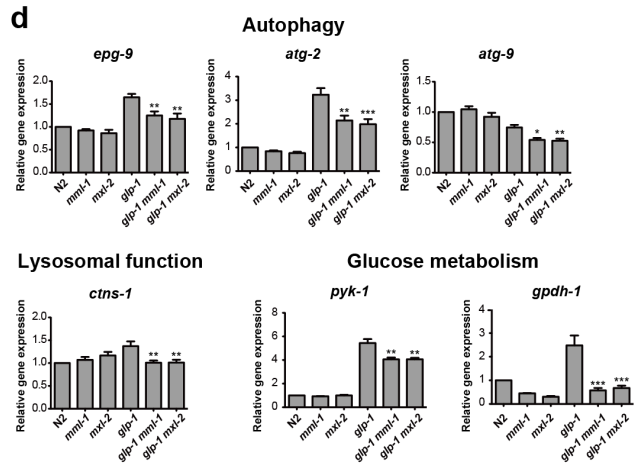 d
Autophagy
epg-9
atg-2
atg-9
Relative gene expression
2.0
1.5
1.0
0.5
0.0
**
**
N2
mml-1
mxl-2
glp-1
glp-1 mml-1
glp-1 mxl-2
Relative gene expression
4
3
2
1
0
**
***
N2
mml-1
mxl-2
glp-1
glp-1 mml-1
glp-1 mxl-2
Relative gene expression
1.5
1.0
0.5
0.0
*
**
N2
mml-1
mxl-2
glp-1
glp-1 mml-1
glp-1 mxl-2
Lysosomal function
Glucose metabolism
ctns-1
pyk-1
gpdh-1
Relative gene expression
2.0
1.5
1.0
0.5
0.0
**
**
N2
mml-1
mxl-2
glp-1
glp-1 mml-1
glp-1 mxl-2
Relative gene expression
8
6
4
2
0
**
**
N2
mml-1
mxl-2
glp-1
glp-1 mml-1
glp-1 mxl-2
Relative gene expression
4
3
2
1
0
***
***
N2
mml-1
mxl-2
glp-1
glp-1 mml-1
glp-1 mxl-2